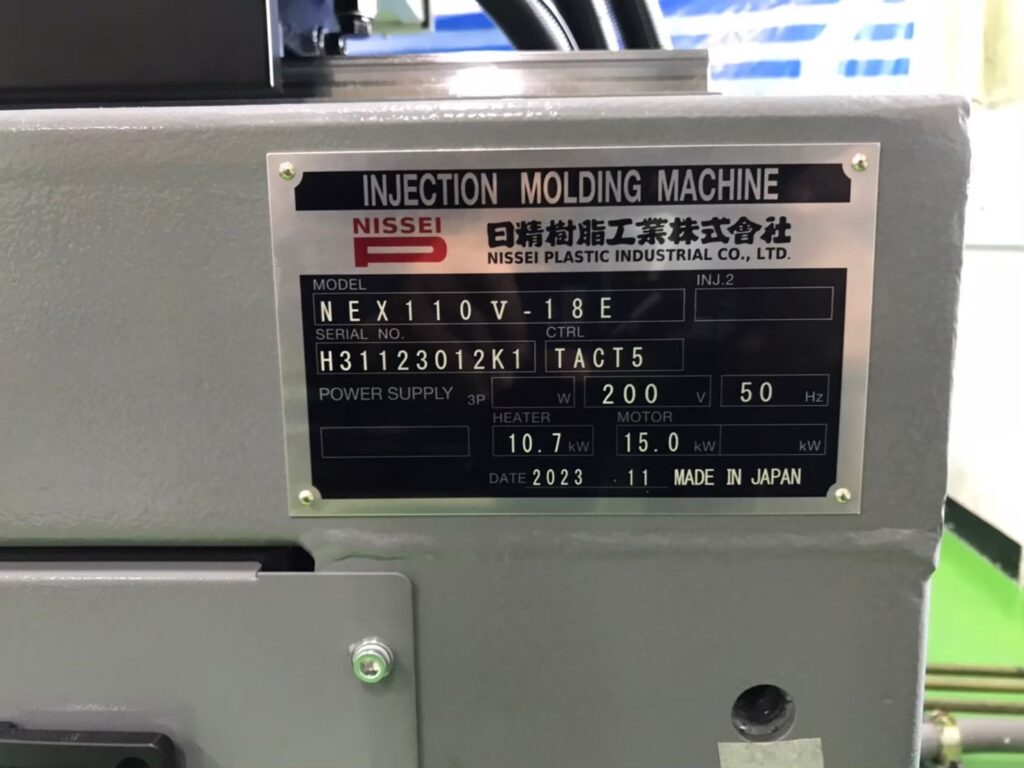 INJECTION MOLDING MACHINE
NISSEI 日精樹脂工業株式會社
NISSEI PLASTIC INDUSTRIAL CO., LTD.
MODEL INJ.2
NEX110V-18E
SERIAL NO. CTRL
H31123012K1 TACT5
POWER SUPPLY 3P W 200 V 50 Hz
HEATER MOTOR
10.7 kW 15.0 kW kW
DATE 2023 . 11 MADE IN JAPAN